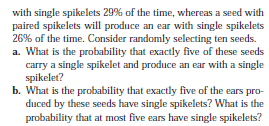 with single spikelets 29% of the time, whereas a seed with
paired spikelets will produce an ear with single spikelets
26% of the time. Consider randomly selecting ten seeds.
a. What is the probability that exactly five of these seeds
carry a single spikelet and produce an ear with a single
spikelet?
b. What is the probability that exactly five of the ears pro-
duced by these seeds have single spikelets? What is the
probability that at most five ears have single spikelets?